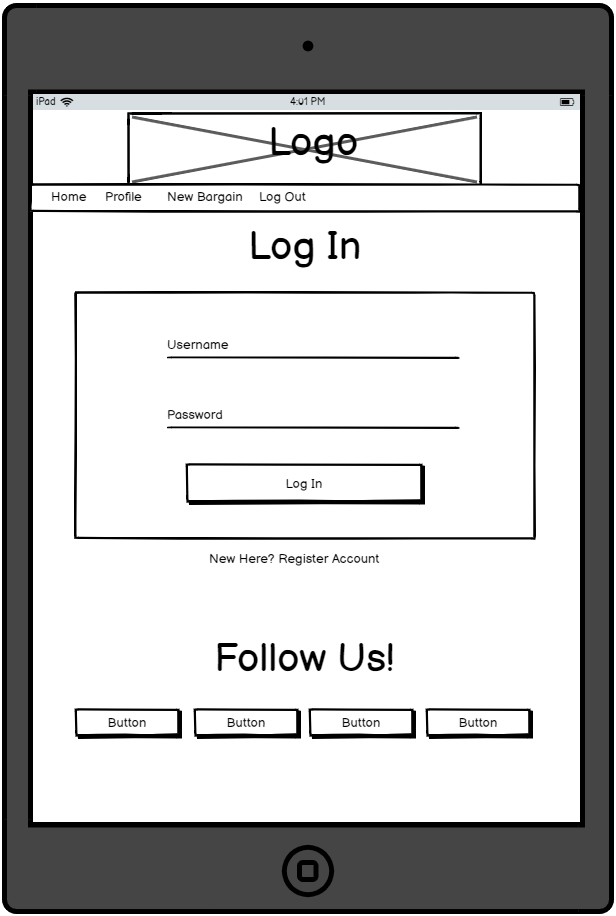 iPad 4:01 PM
Logo
Home Profile New Bargain Log Out
Log In
Username
Password
Log In
New Here? Register Account
Follow Us!
Button Button Button Button